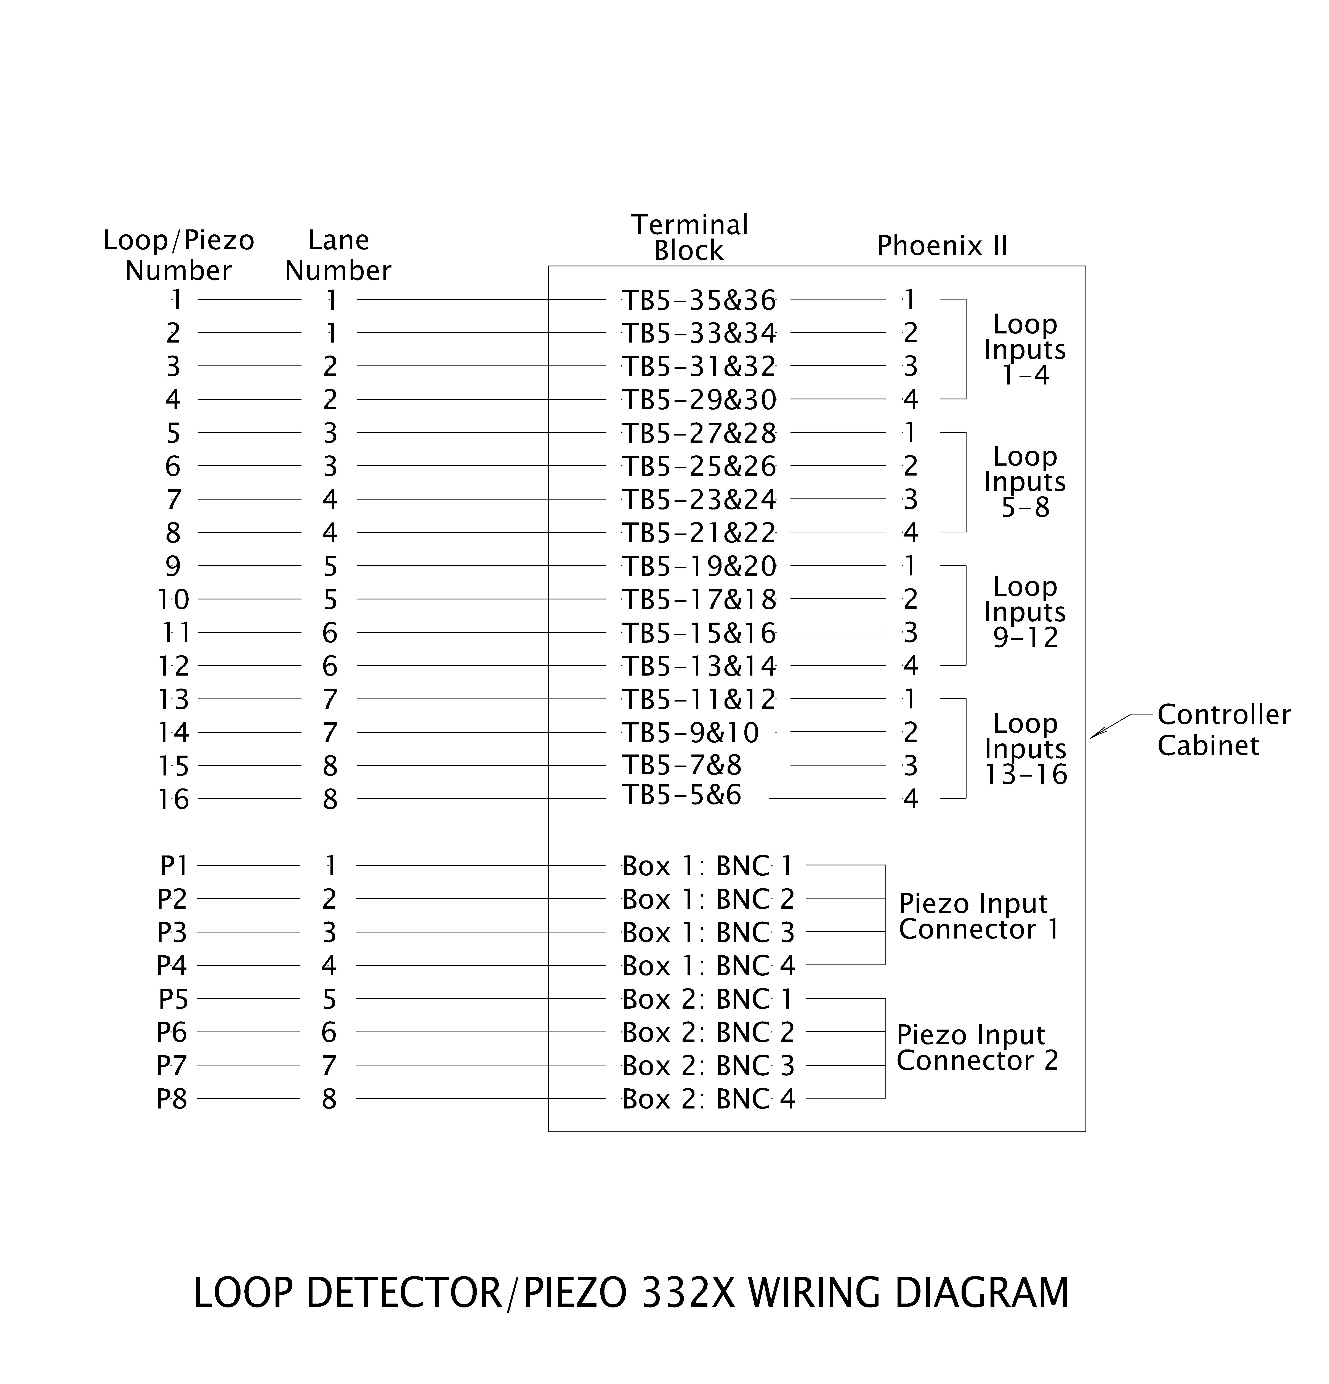 Terminal
Block
Loop/Piezo
Number
Lane
Number
Phoenix II
1 1 TB5-35&36 1
2 1 TB5-33&34 2
3 2 TB5-31&32 3
4 2 TB5-29&30 4
Loop
Inputs
1-4
5 3 TB5-27&28 1
6 3 TB5-25&26 2
7 4 TB5-23&24 3
8 4 TB5-21&22 4
Loop
Inputs
5-8
9 5 TB5-19&20 1
10 5 TB5-17&18 2
11 6 TB5-15&16 3
12 6 TB5-13&14 4
Loop
Inputs
9-12
13 7 TB5-11&12 1
14 7 TB5-9&10 2
15 8 TB5-7&8 3
16 8 TB5-5&6 4
Loop
Inputs
13-16
Controller
Cabinet
P1 1 Box 1: BNC 1
P2 2 Box 1: BNC 2
P3 3 Box 1: BNC 3
P4 4 Box 1: BNC 4
Piezo Input
Connector 1
P5 5 Box 2: BNC 1
P6 6 Box 2: BNC 2
P7 7 Box 2: BNC 3
P8 8 Box 2: BNC 4
Piezo Input
Connector 2
LOOP DETECTOR/PIEZO 332X WIRING DIAGRAM